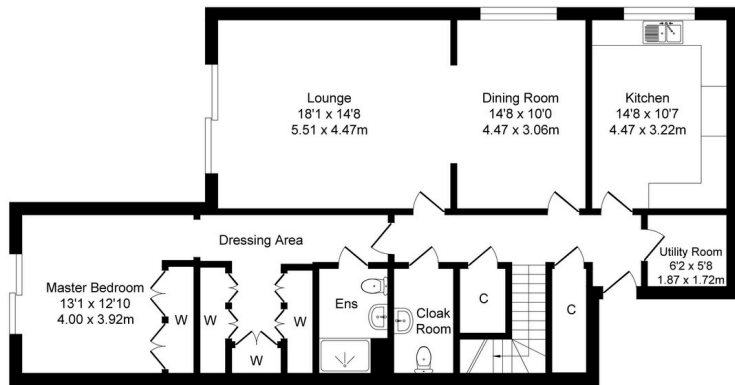 Lounge
18'1 x 14'8
5.51 x 4.47m
Dining Room
14'8 x 10'0
4.47 x 3.06m
Kitchen
14'8 x 10'7
4.47 x 3.22m
Dressing Area
Utility Room
6'2 x 5'8
1.87 x 1.72m
Master Bedroom
13'1 x 12'10
4.00 x 3.92m
W
W
W
W
Ens
Cloak
Room
C
C